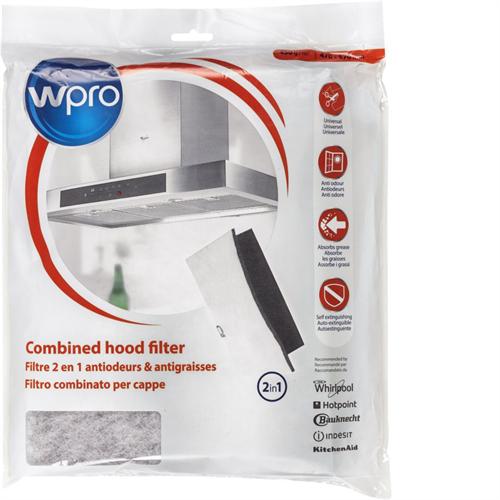 wpro
Universal
Universel
Universale
Anti odour
Antiodeurs
Anti odore
Absorbs grease
Absorbe
les graisses
Assorbe i grassi
Self extinguishing
Auto-extinguible
Autoestinguente
Combined hood filter
Filtre 2 en 1 antiodeurs & antigraisses
Filtro combinato per cappe
2in1
Recommended by
Recommandé par
Raccomandato da
Whirlpool
Hotpoint
Bauknecht
INDESIT
KitchenAid